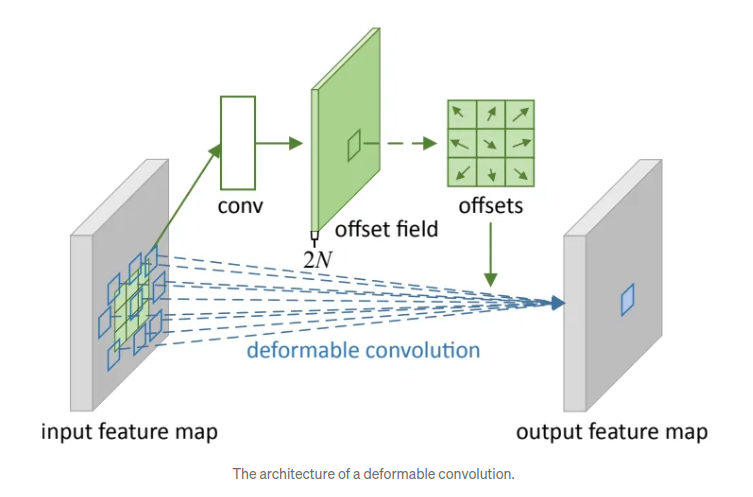 conv
offset field
offsets
2N
deformable convolution
input feature map
output feature map
The architecture of a deformable convolution.